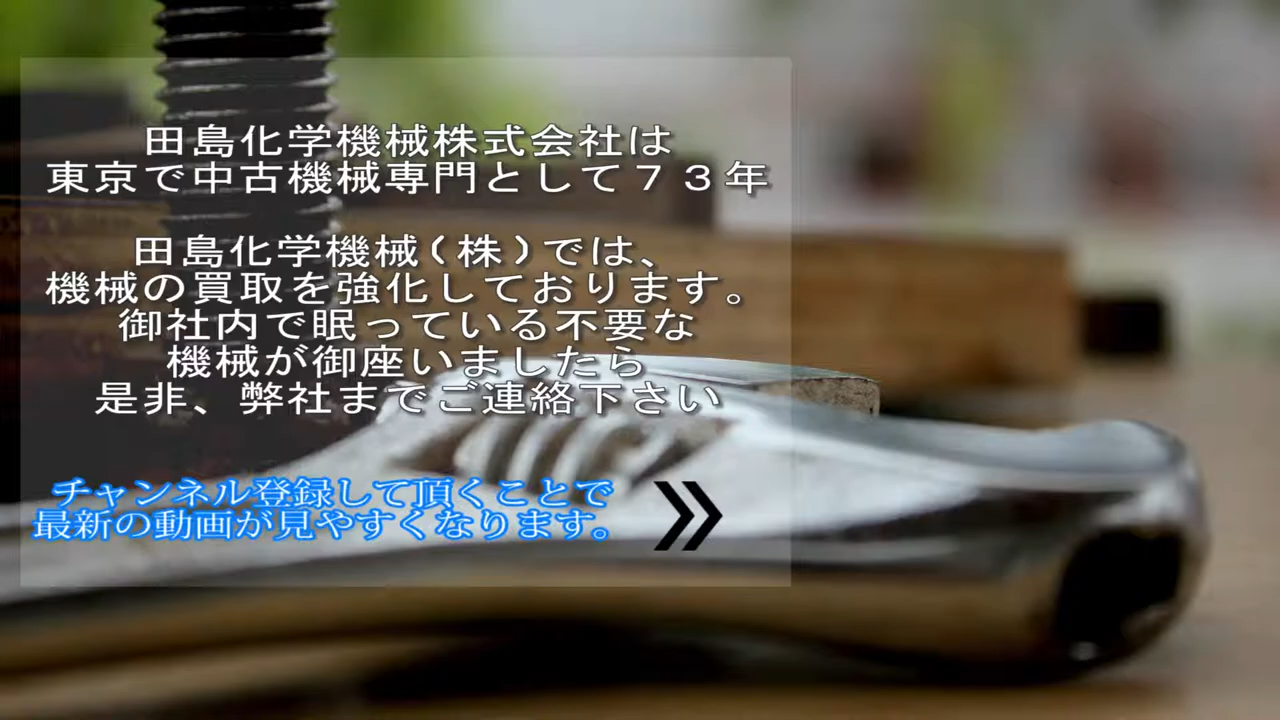 田島化学機械株式会社は
東京で中古機械専門として７３年
田島化学機械(株)では、
機械の買取を強化しております。
御社内で眠っている不要な
機械が御座いましたら
是非、弊社までご連絡下さい
チャンネル登録して頂くことで
最新の動画が見やすくなります。